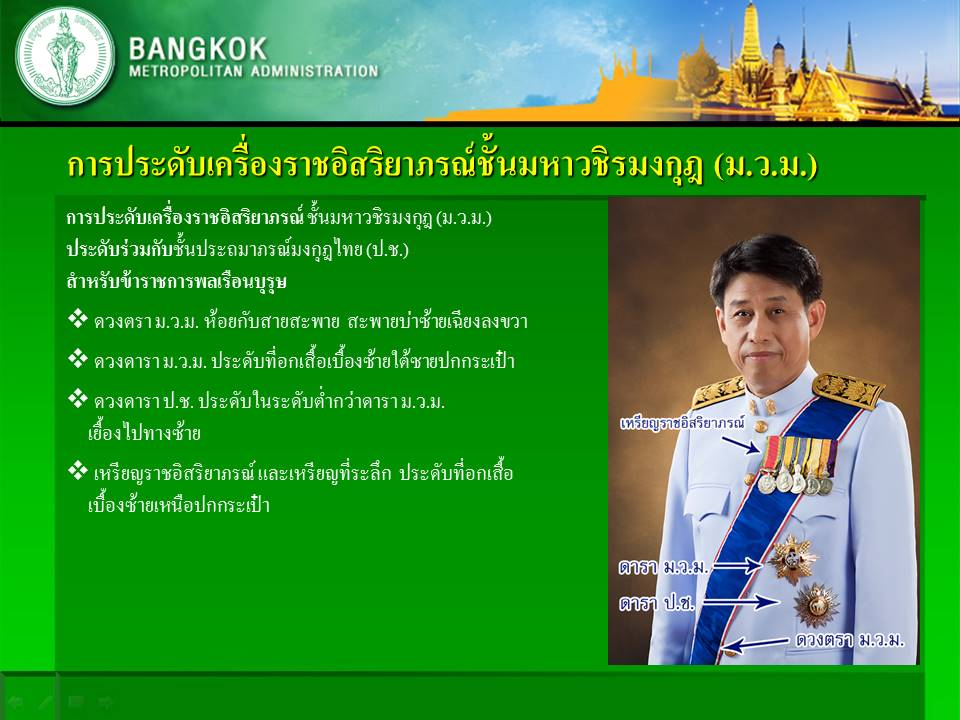 BANGKOK
METROPOLITAN ADMINISTRATION
การประดับเครื่องราชอิสริยาภรณ์ชั้นมหาวชิรมงกุฎ (ม.ว.ม.)
การประดับเครื่องราชอิสริยาภรณ์ ชั้นมหาวชิรมงกุฎ (ม.ว.ม.)
ประดับร่วมกับชั้นประถมาภรณ์มงกุฎไทย (ป.ช.)
สำหรับข้าราชการพลเรือนบุรุษ
❖ ดวงตรา ม.ว.ม. ห้อยกับสายสะพาย สะพายบ่าซ้ายเฉียงลงขวา
❖ ดวงดารา ม.ว.ม. ประดับที่อกเสื้อเบื้องซ้ายใต้ชายปกกระเป๋า
❖ ดวงดารา ป.ช. ประดับในระดับต่ำกว่าดารา ม.ว.ม.
เยื้องไปทางซ้าย
❖ เหรียญราชอิสริยาภรณ์ และเหรียญที่ระลึก ประดับที่อกเสื้อ
เบื้องซ้ายเหนือปกกระเป๋า
เหรียญราชอิสริยาภรณ์
ดารา ม.ว.ม.
ดารา ป.ช.
ดวงตรา ม.ว.ม.